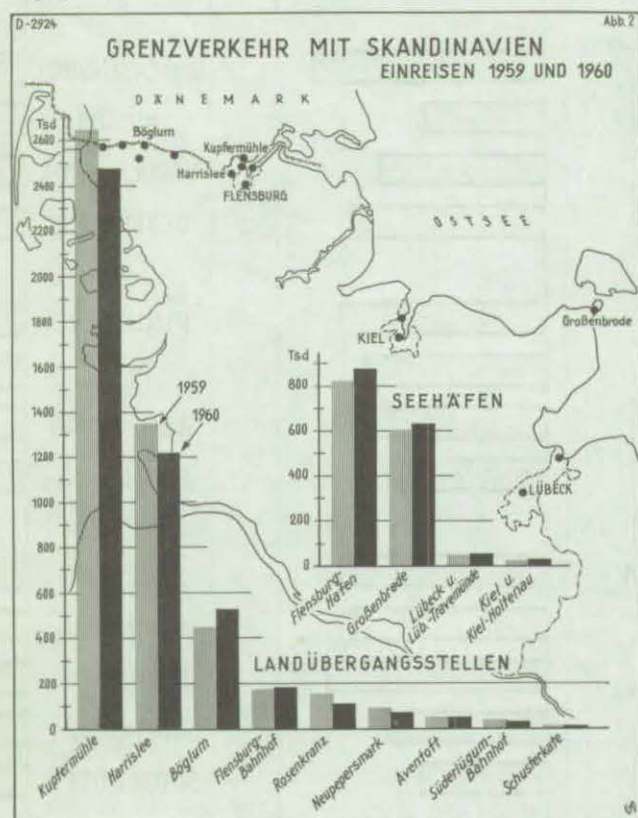 D-2924
Abb. 2
GRENZVERKEHR MIT SKANDINAVIEN
EINREISEN 1959 UND 1960
DÄNEMARK
Tsd
Böglum
Kupfermühle
Harrislee
FLENSBURG
OSTSEE
Großenbrode
KIEL
LÜBECK
2600
2400
2200
2000
1800
1600
1400
1200
1000
800
600
400
200
0
1959
1960
Tsd
SEEHÄFEN
800
600
400
200
0
Flensburg-
Hafen
Großenbrode
Lübeck u.
Lüb.-Travemünde
Kiel u.
Kiel-Holtenau
LANDÜBERGANGSSTELLEN
Kupfermühle
Harrislee
Böglum
Flensburg-
Bahnhof
Rosenkranz
Neupepersmark
Aventoft
Süderlügum-
Bahnhof
Schusterkate